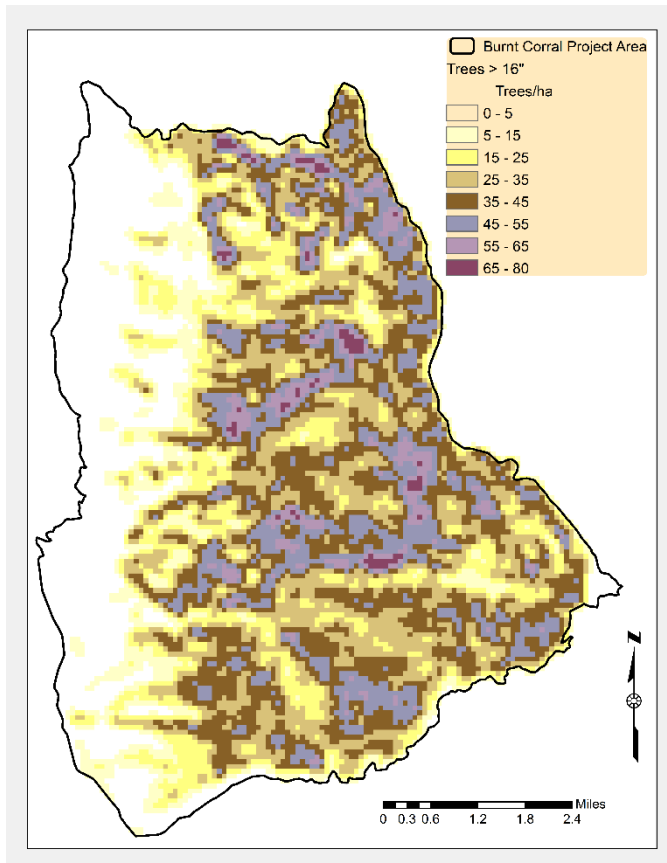 Burnt Corral Project Area
Trees > 16"
Trees/ha
0 - 5
5 - 15
15 - 25
25 - 35
35 - 45
45 - 55
55 - 65
65 - 80
N
Miles
0 0.3 0.6 1.2 1.8 2.4